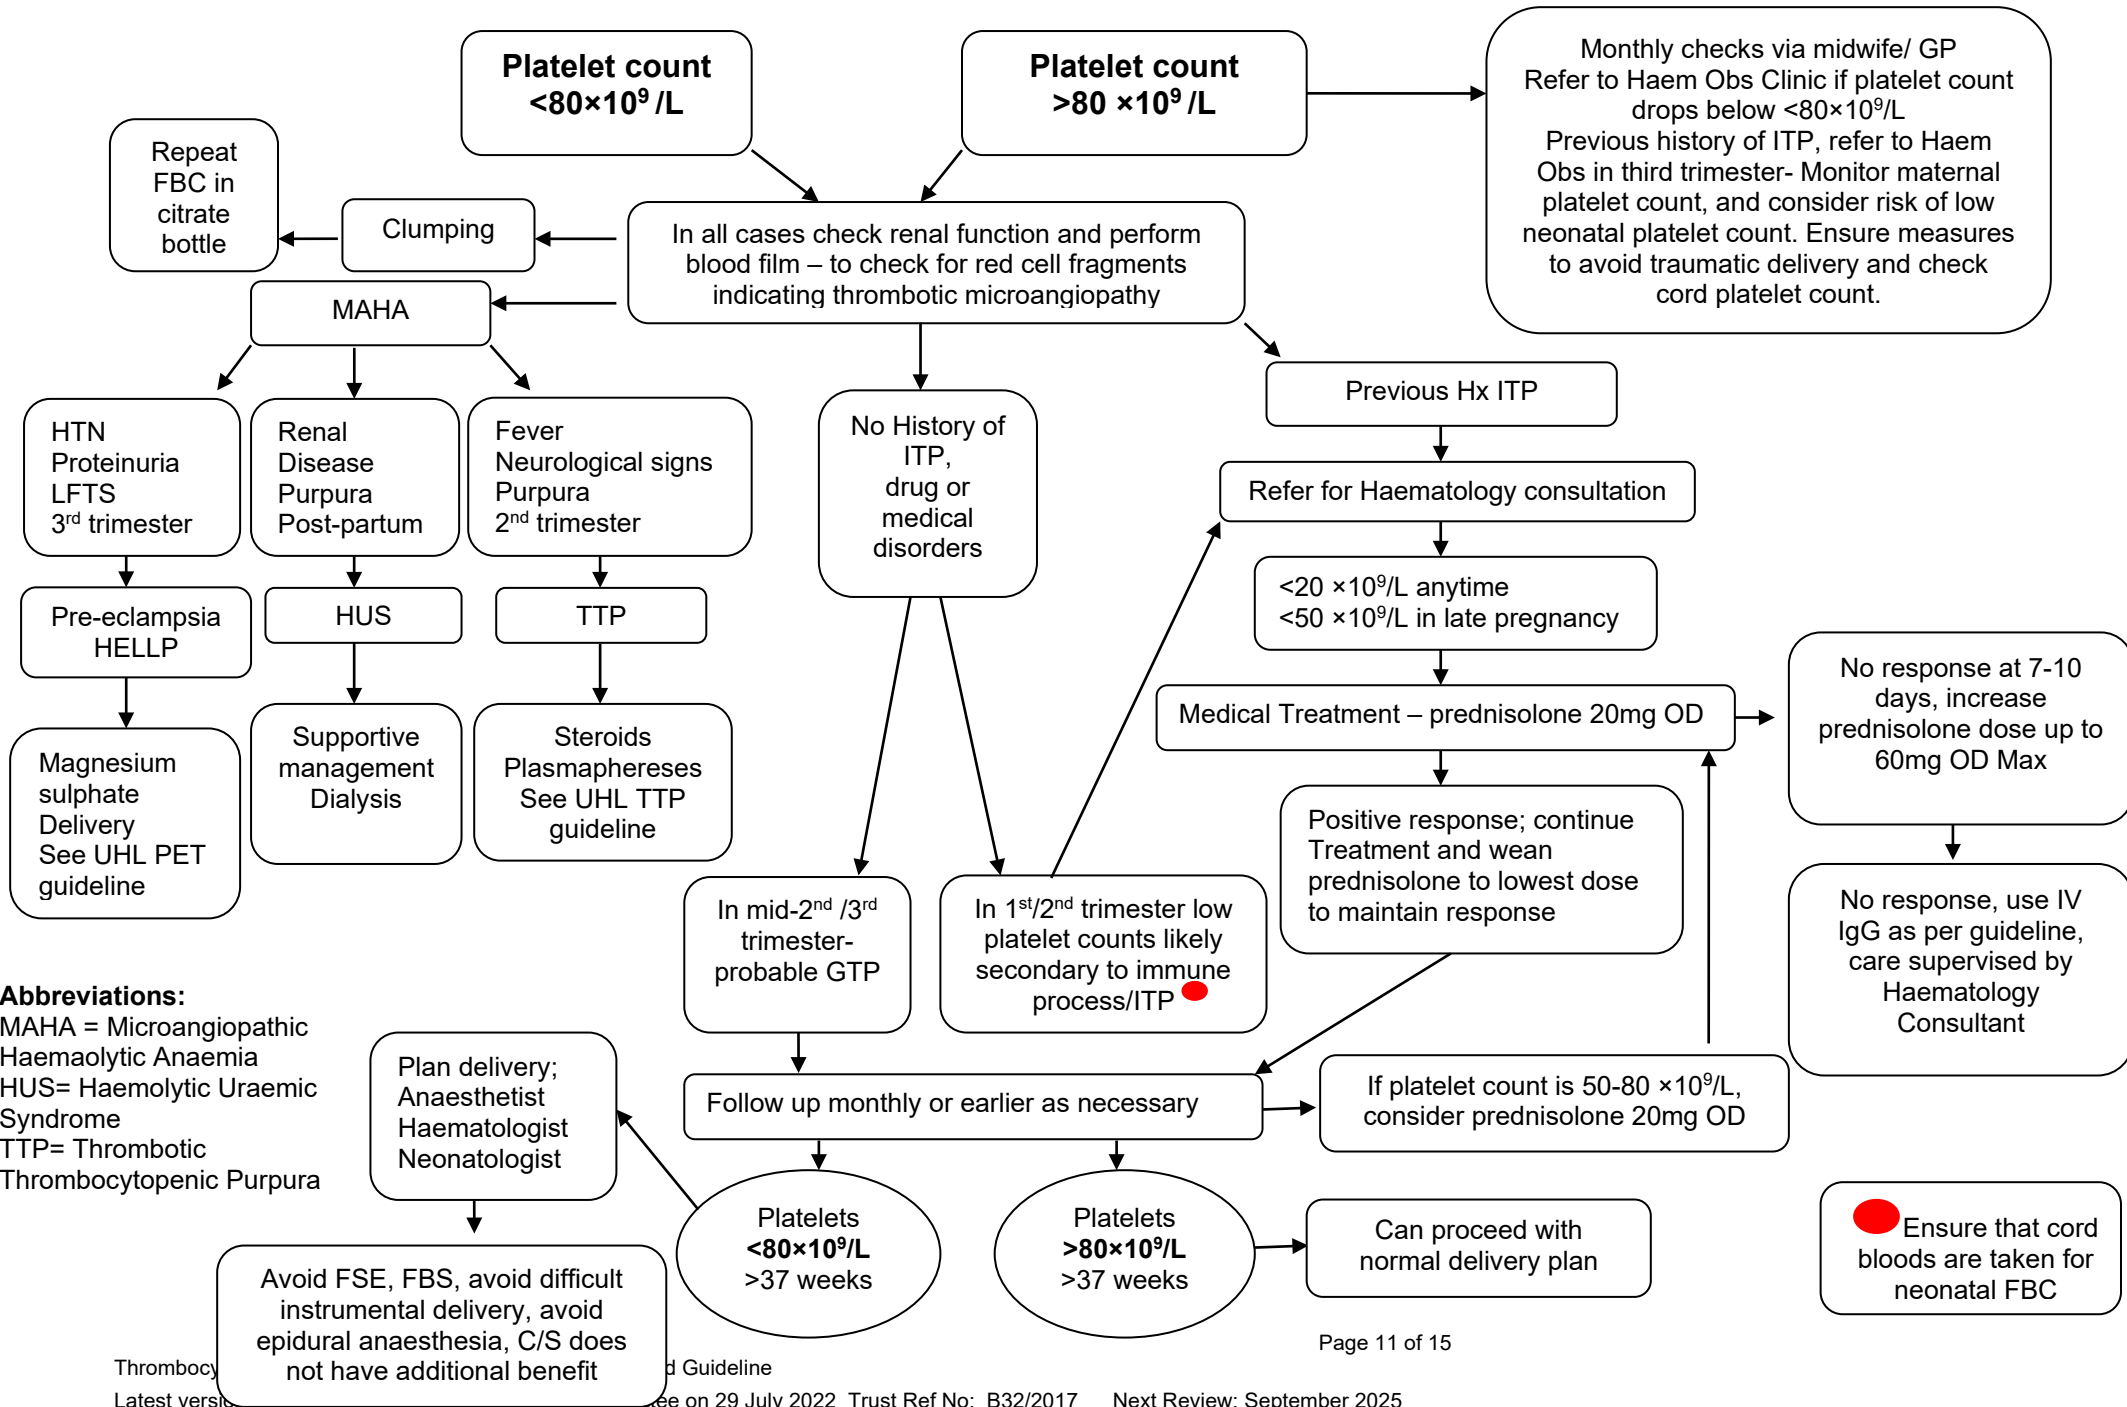 Platelet count
<80×10⁹ /L
Platelet count
>80 ×10⁹ /L
Monthly checks via midwife/ GP
Refer to Haem Obs Clinic if platelet count
drops below <80×10⁹/L
Previous history of ITP, refer to Haem
Obs in third trimester- Monitor maternal
platelet count, and consider risk of low
neonatal platelet count. Ensure measures
to avoid traumatic delivery and check
cord platelet count.
Repeat
FBC in
citrate
bottle
Clumping
In all cases check renal function and perform
blood film – to check for red cell fragments
indicating thrombotic microangiopathy
MAHA
Previous Hx ITP
HTN
Proteinuria
LFTS
3ʳᵈ trimester
Renal
Disease
Purpura
Post-partum
Fever
Neurological signs
Purpura
2ⁿᵈ trimester
No History of
ITP,
drug or
medical
disorders
Refer for Haematology consultation
<20 ×10⁹/L anytime
<50 ×10⁹/L in late pregnancy
Pre-eclampsia
HELLP
HUS
TTP
Medical Treatment – prednisolone 20mg OD
No response at 7-10
days, increase
prednisolone dose up to
60mg OD Max
Magnesium
sulphate
Delivery
See UHL PET
guideline
Supportive
management
Dialysis
Steroids
Plasmaphereses
See UHL TTP
guideline
Positive response; continue
Treatment and wean
prednisolone to lowest dose
to maintain response
In mid-2ⁿᵈ /3ʳᵈ
trimester-
probable GTP
In 1ˢᵗ/2ⁿᵈ trimester low
platelet counts likely
secondary to immune
process/ITP
No response, use IV
IgG as per guideline,
care supervised by
Haematology
Consultant
Abbreviations:
MAHA = Microangiopathic
Haemaolytic Anaemia
HUS= Haemolytic Uraemic
Syndrome
TTP= Thrombotic
Thrombocytopenic Purpura
Plan delivery;
Anaesthetist
Haematologist
Neonatologist
Follow up monthly or earlier as necessary
If platelet count is 50-80 ×10⁹/L,
consider prednisolone 20mg OD
Platelets
<80×10⁹/L
>37 weeks
Platelets
>80×10⁹/L
>37 weeks
Can proceed with
normal delivery plan
Ensure that cord
bloods are taken for
neonatal FBC
Avoid FSE, FBS, avoid difficult
instrumental delivery, avoid
epidural anaesthesia, C/S does
not have additional benefit
Page 11 of 15
Guideline
Latest on 29 July 2022 Trust Ref No: B32/2017 Next Review: September 2025